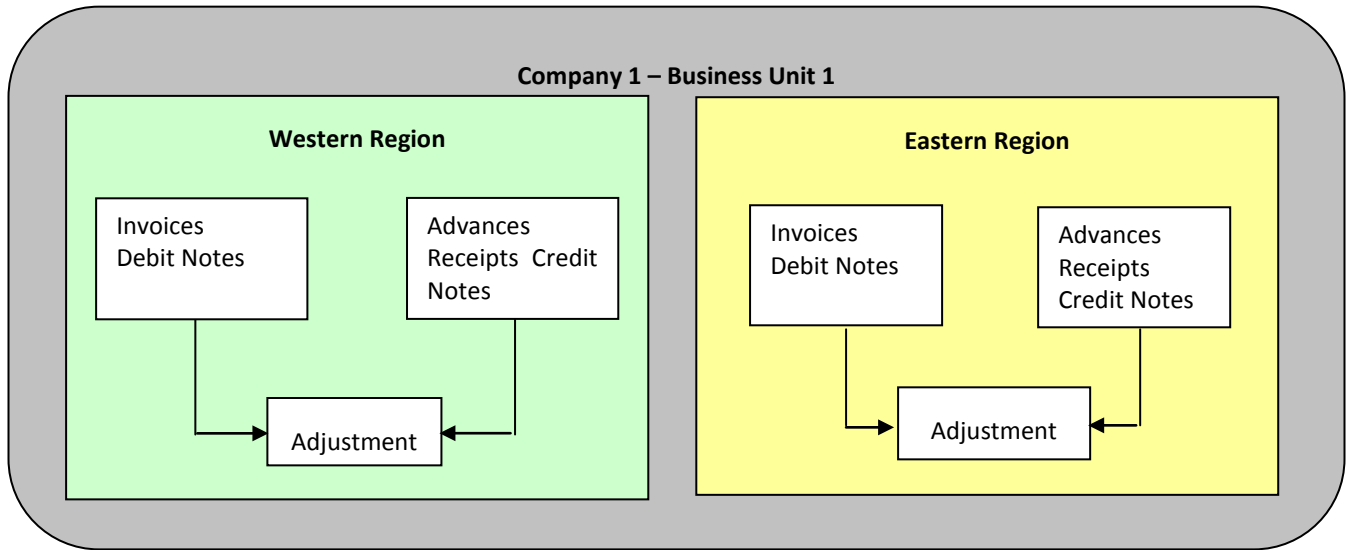 Company 1 – Business Unit 1
Western Region
Invoices
Debit Notes
Advances
Receipts Credit
Notes
Adjustment
Eastern Region
Invoices
Debit Notes
Advances
Receipts
Credit Notes
Adjustment